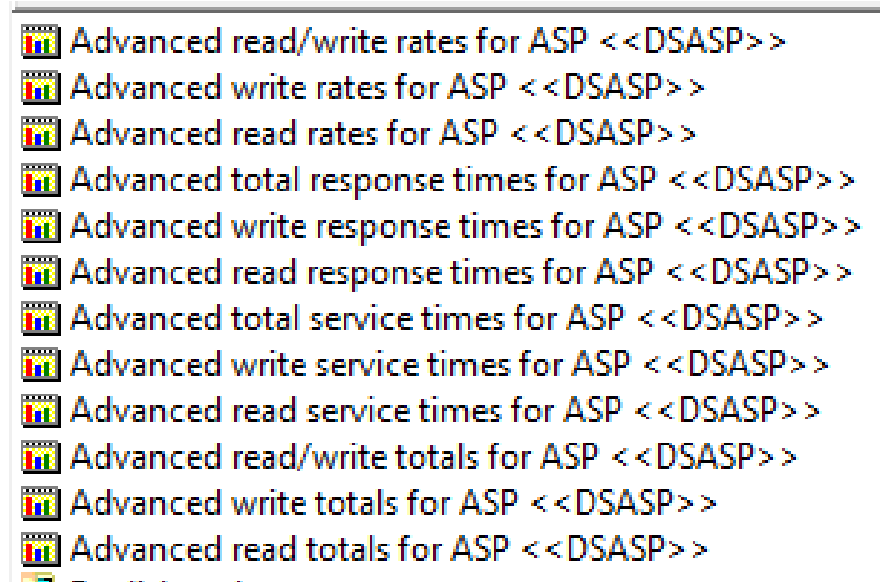 Advanced read/write rates for ASP <<DSASP>>
Advanced write rates for ASP <<DSASP>>
Advanced read rates for ASP <<DSASP>>
Advanced total response times for ASP <<DSASP>>
Advanced write response times for ASP <<DSASP>>
Advanced read response times for ASP <<DSASP>>
Advanced total service times for ASP <<DSASP>>
Advanced write service times for ASP <<DSASP>>
Advanced read service times for ASP <<DSASP>>
Advanced read/write totals for ASP <<DSASP>>
Advanced write totals for ASP <<DSASP>>
Advanced read totals for ASP <<DSASP>>